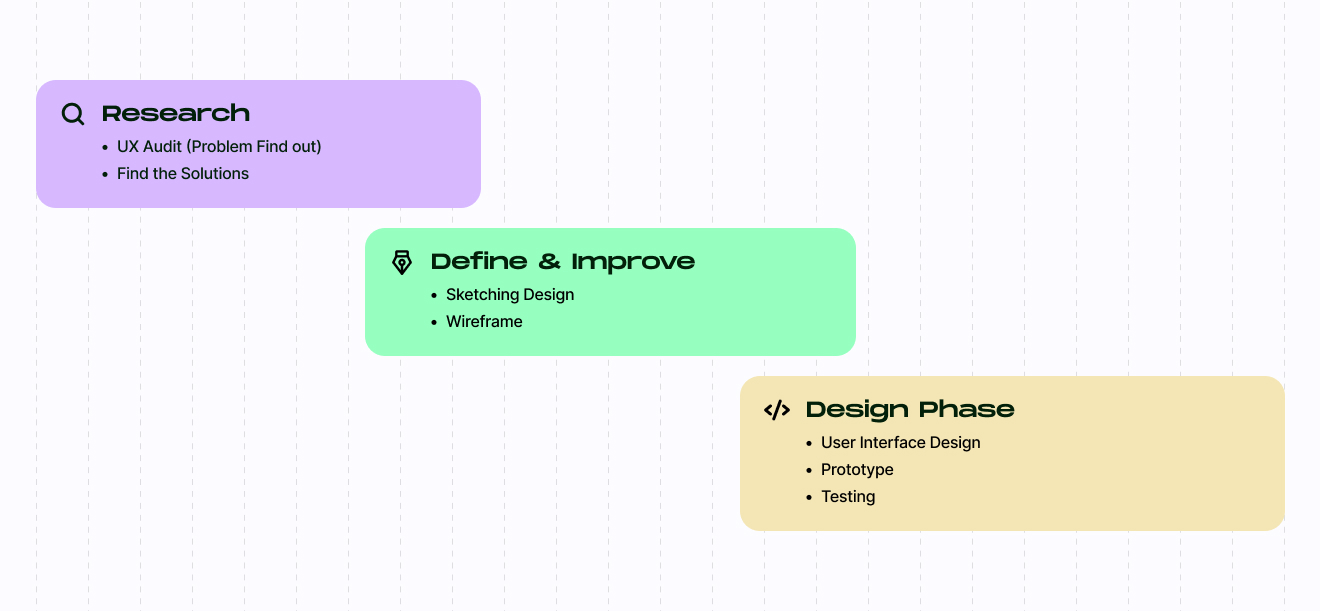 Research
• UX Audit (Problem Find out)
• Find the Solutions
Define & Improve
• Sketching Design
• Wireframe
Design Phase
• User Interface Design
• Prototype
• Testing